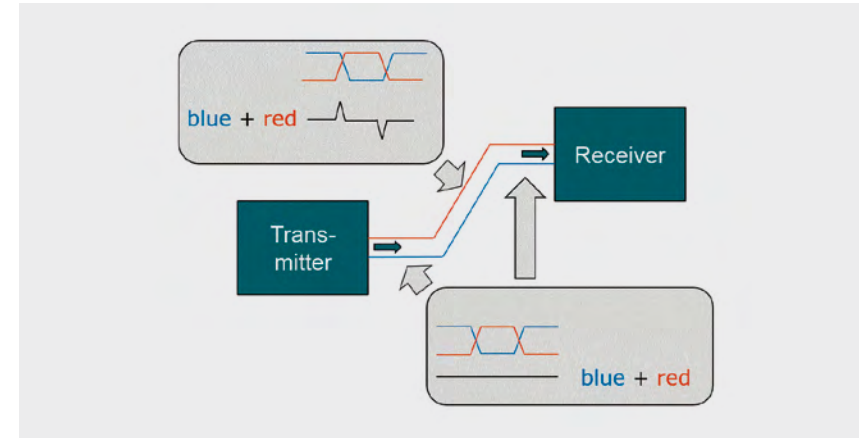 blue + red
Receiver
Trans-
mitter
blue + red